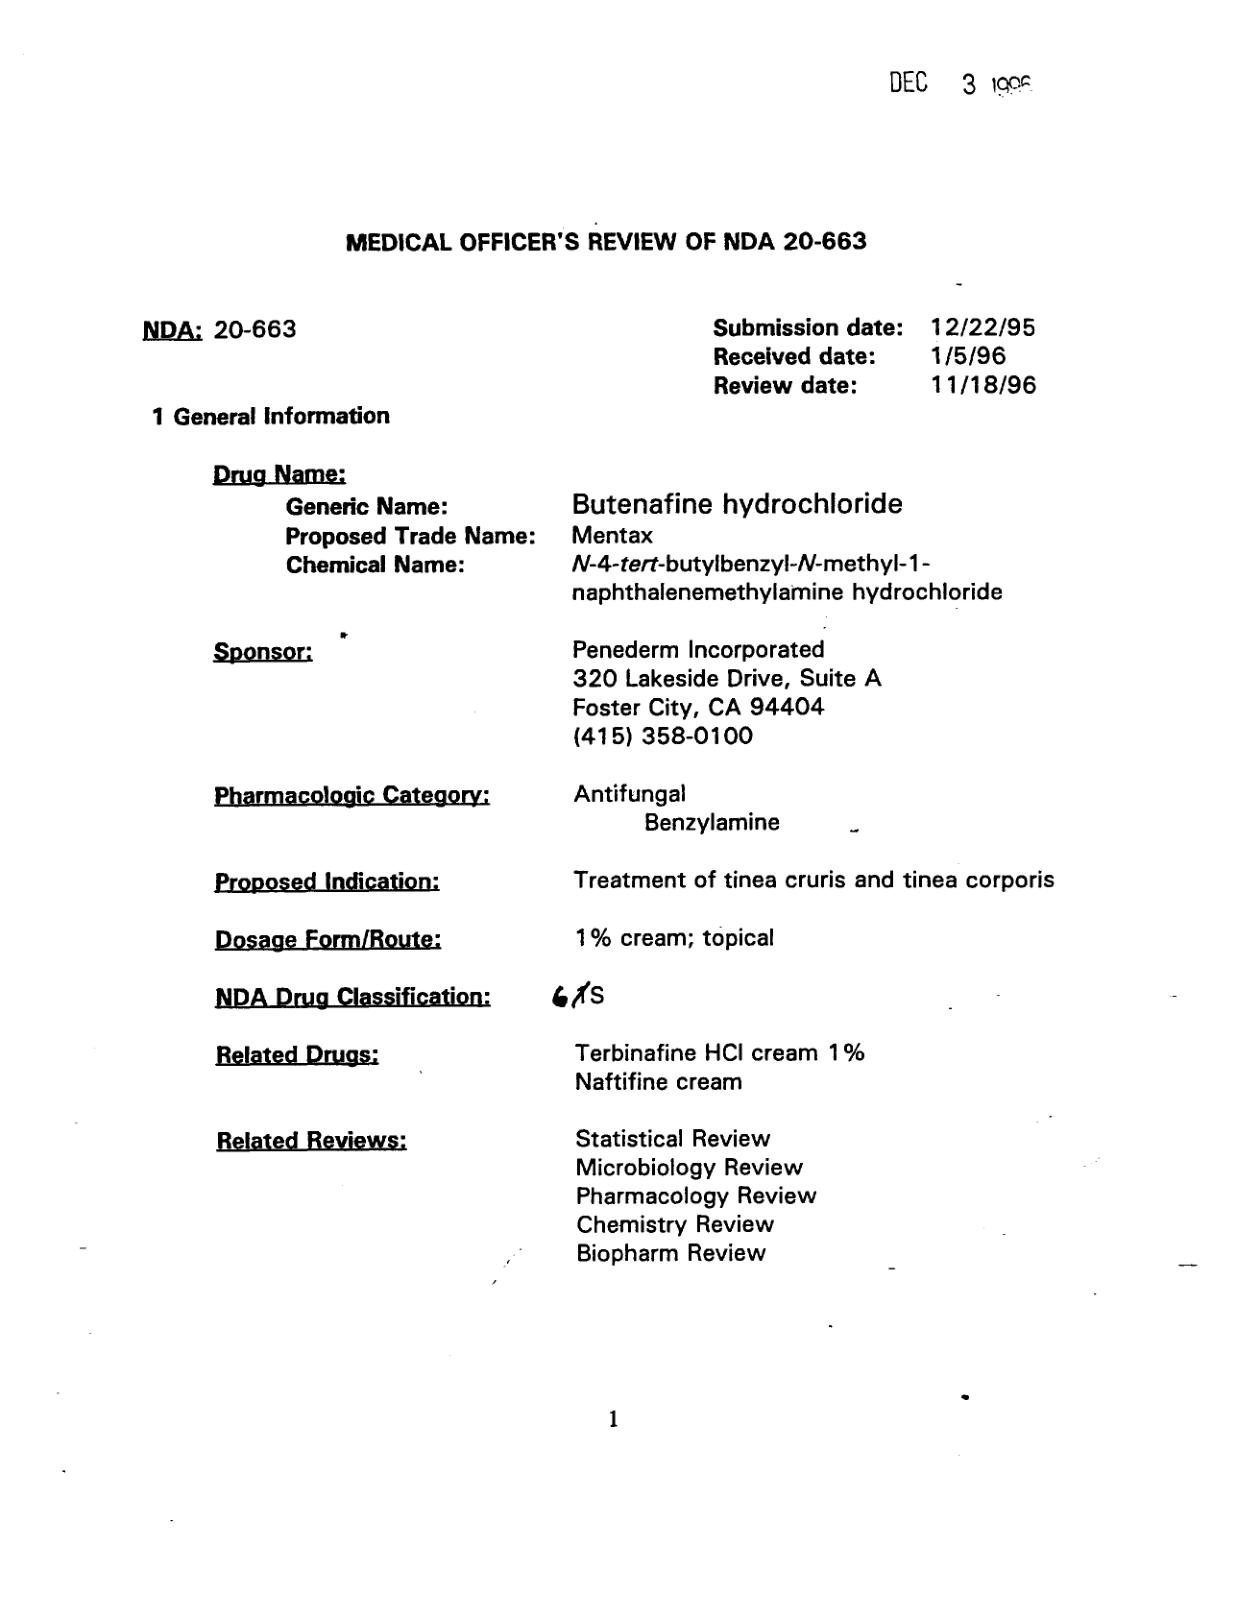 DEC 3
MEDICAL OFFICER'S REVIEW OF NDA 20-663
NDA: 20-663
Submission date: 12/22/95
Received date: 1/5/96
Review date: 11/18/96
1 General Information
Drug Name:
Generic Name: Butenafine hydrochloride
Proposed Trade Name: Mentax
Chemical Name: N-4-tert-butylbenzyl-N-methyl-1-
naphthalenemethylamine hydrochloride
Sponsor: Penederm Incorporated
320 Lakeside Drive, Suite A
Foster City, CA 94404
(415) 358-0100
Pharmacologic Category: Antifungal
Benzylamine
Proposed Indication: Treatment of tinea cruris and tinea corporis
Dosage Form/Route: 1% cream; topical
NDA Drug Classification: S
Related Drugs: Terbinafine HCl cream 1%
Naftifine cream
Related Reviews: Statistical Review
Microbiology Review
Pharmacology Review
Chemistry Review
Biopharm Review
1